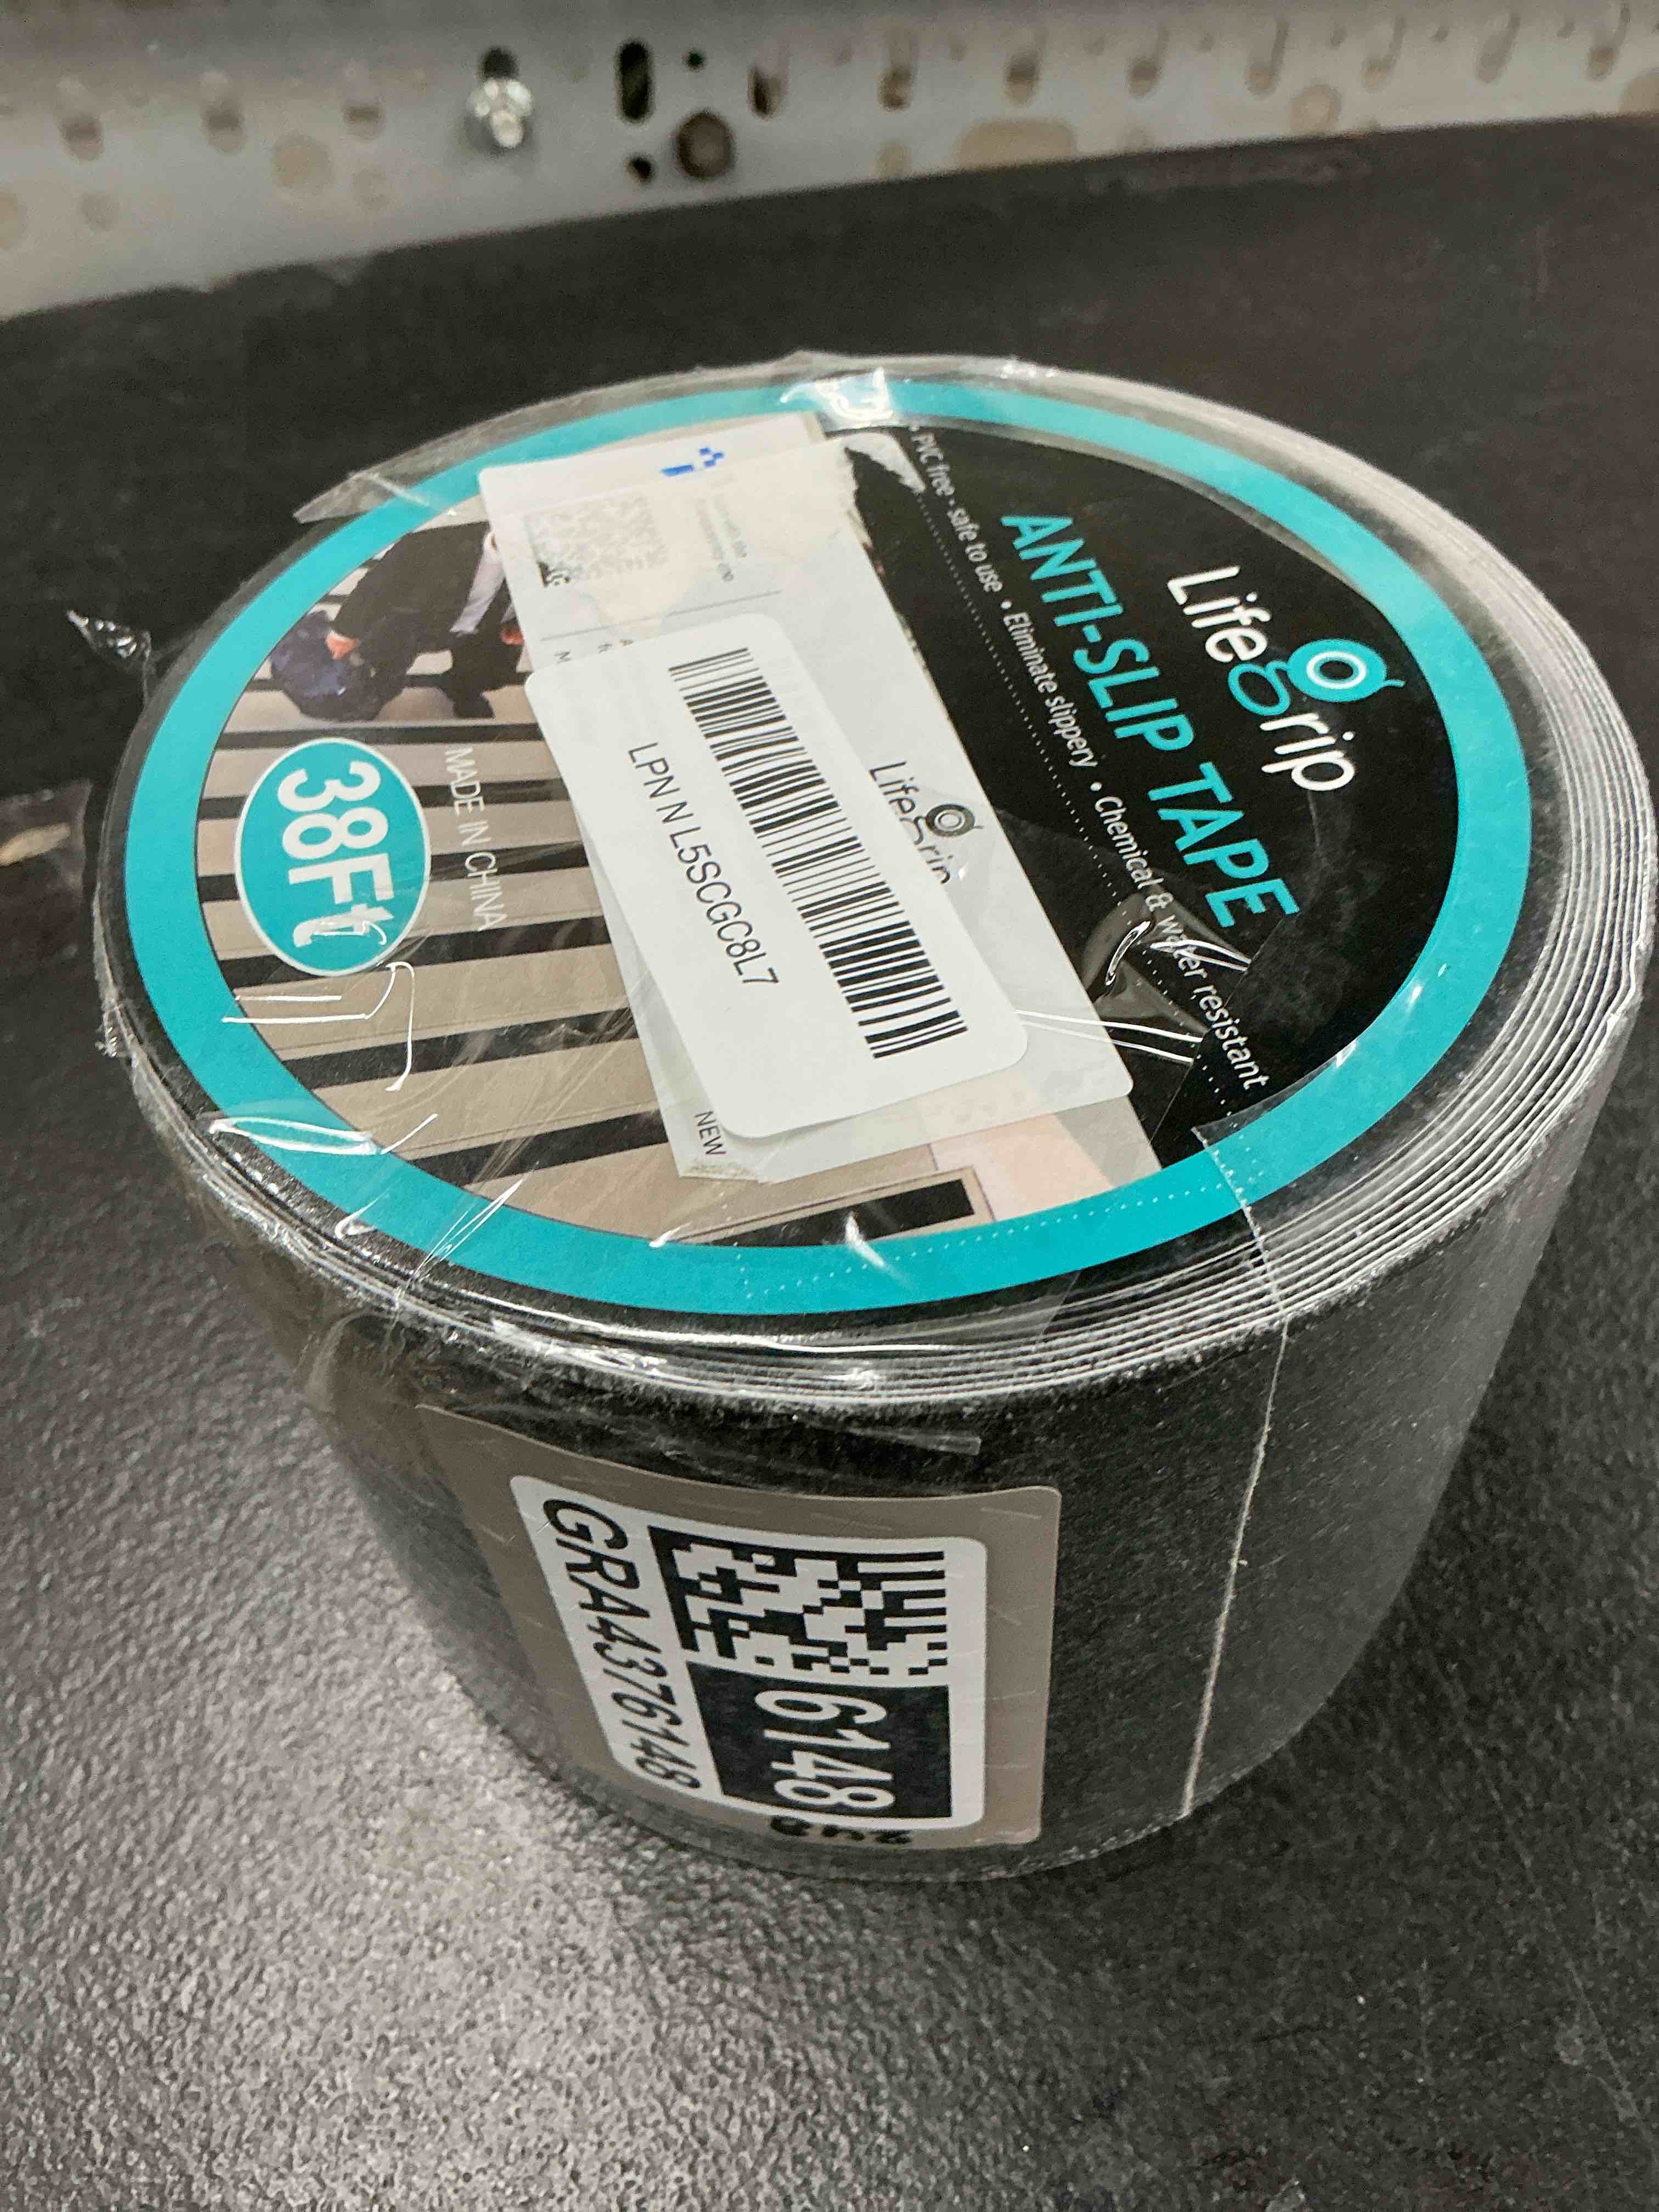 LifeGrip
ANTI-SLIP TAPE
PVC free • safe to use • Eliminate slippery • Chemical & water resistant
LifeGrip
LPN N L5SCGC8L7
NEW
MADE IN CHINA
38Ft
6148
GRA4376148